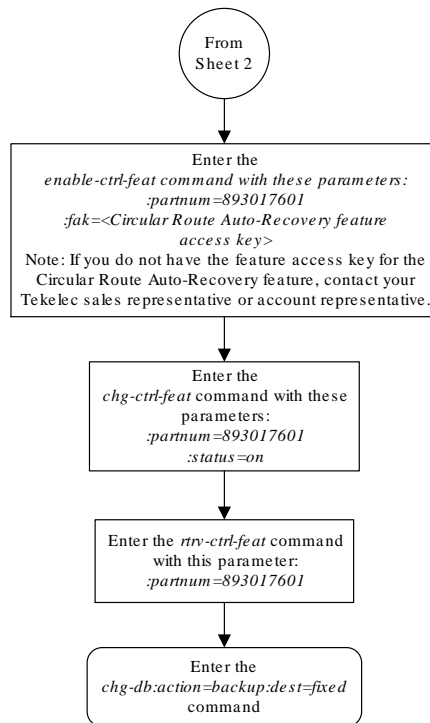 From
Sheet 2
Enter the
enable-ctrl-feat command with these parameters:
:partnum=893017601
:fak=<Circular Route Auto-Recovery feature
access key>
Note: If you do not have the feature access key for the
Circular Route Auto-Recovery feature, contact your
Tekelec sales representative or account representative.
Enter the
chg-ctrl-feat command with these
parameters:
:partnum=893017601
:status=on
Enter the rtrv-ctrl-feat command
with this parameter:
:partnum=893017601
Enter the
chg-db:action=backup:dest=fixed
command